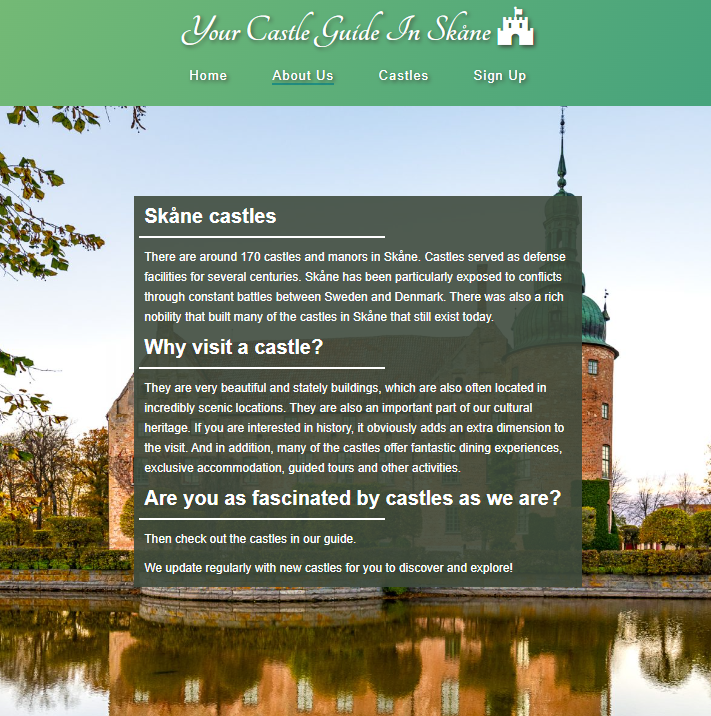 Your Castle Guide In Skåne
Home About Us Castles Sign Up
Skåne castles
There are around 170 castles and manors in Skåne. Castles served as defense
facilities for several centuries. Skåne has been particularly exposed to conflicts
through constant battles between Sweden and Denmark. There was also a rich
nobility that built many of the castles in Skåne that still exist today.
Why visit a castle?
They are very beautiful and stately buildings, which are also often located in
incredibly scenic locations. They are also an important part of our cultural
heritage. If you are interested in history, it obviously adds an extra dimension to
the visit. And in addition, many of the castles offer fantastic dining experiences,
exclusive accommodation, guided tours and other activities.
Are you as fascinated by castles as we are?
Then check out the castles in our guide.
We update regularly with new castles for you to discover and explore!